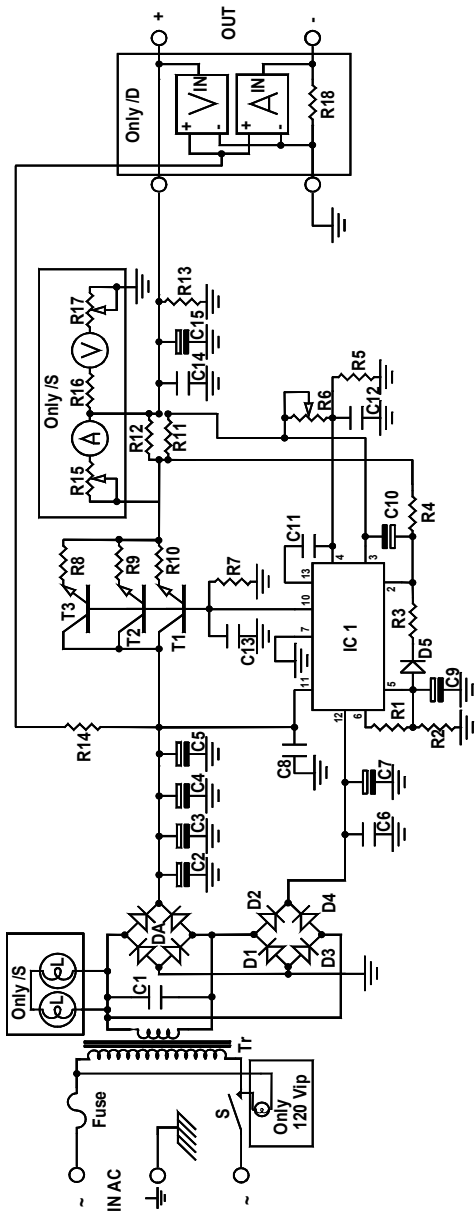 ~
IN AC
~
Fuse
S
Only
120 Vip
Tr
Only /S
L
L
C1
DA
D1
D2
D3
D4
C2
C3
C4
C5
C6
C7
R14
C8
T3
T2
T1
R8
R9
R10
R7
C13
11
7
10
13
12
IC 1
4
6
5
2
3
R1
R2
D5
C9
R3
R4
C10
C11
Only /S
R15
A
R16
V
R17
R12
R11
C14
C15
R13
R6
C12
R5
Only /D
+
-
V
IN
+
-
A
IN
R18
+
OUT
-